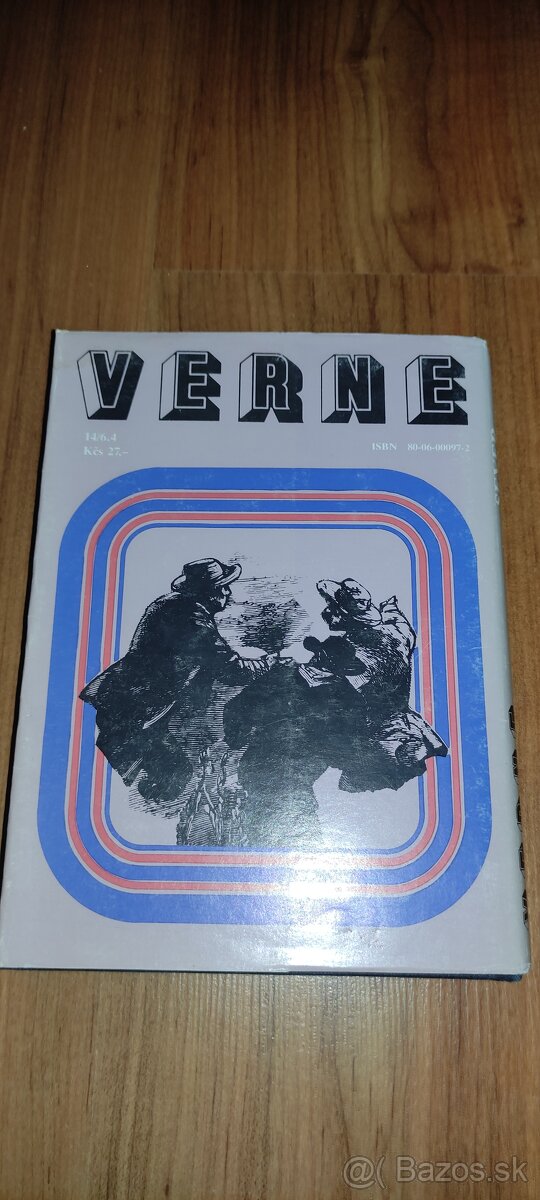 VERNE
14/6.4
Kčs 27,–
ISBN 80-06-00097-2
@ Bazos.sk